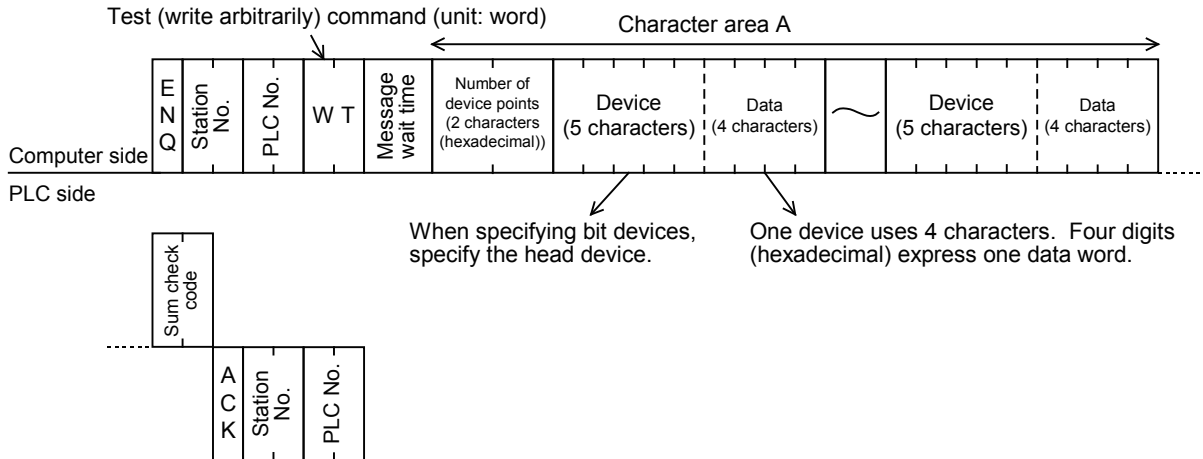 Test (write arbitrarily) command (unit: word)
Character area A
E
N
Q
Station
No.
PLC No.
W T
Message
wait time
Number of
device points
(2 characters
(hexadecimal))
Device
(5 characters)
Data
(4 characters)
Device
(5 characters)
Data
(4 characters)
Computer side
PLC side
When specifying bit devices,
specify the head device.
One device uses 4 characters. Four digits
(hexadecimal) express one data word.
Sum check
code
A
C
K
Station
No.
PLC No.